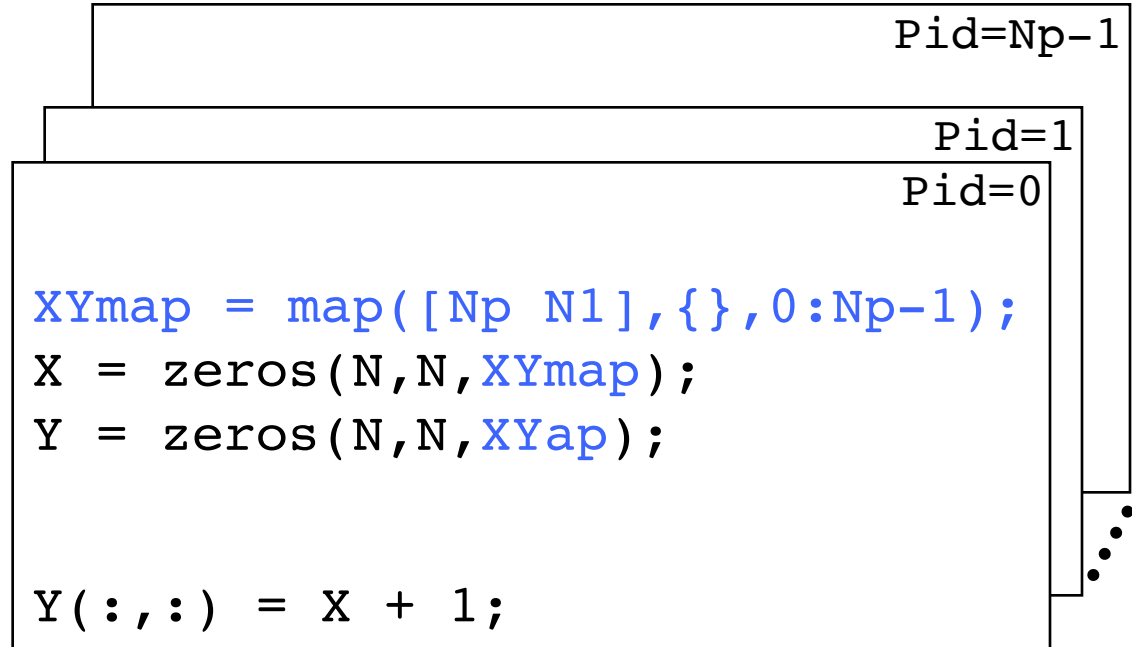 Pid=Np-1
Pid=1
Pid=0
XYmap = map([Np N1],{},0:Np-1);
X = zeros(N,N,XYmap);
Y = zeros(N,N,XYap);
Y(:,:) = X + 1;